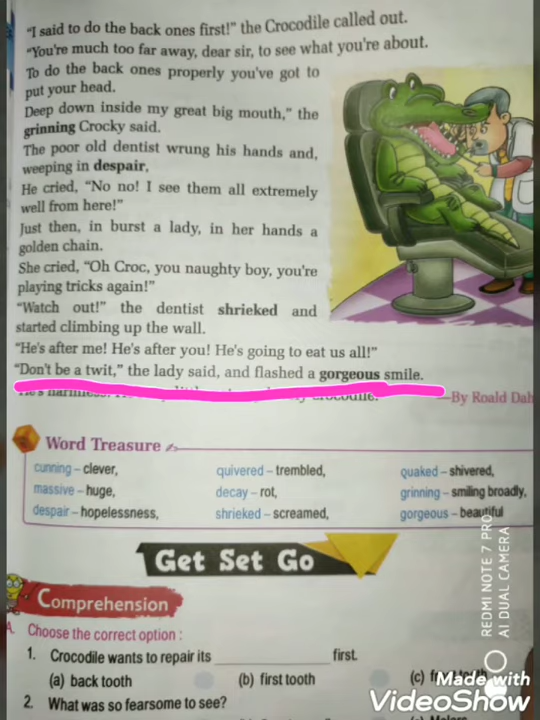 "I said to do the back ones first!" the Crocodile called out.
"You're much too far away, dear sir, to see what you're about.
To do the back ones properly you've got to
put your head.
Deep down inside my great big mouth," the
grinning Crocky said.
The poor old dentist wrung his hands and,
weeping in despair,
He cried, "No no! I see them all extremely
well from here!"
Just then, in burst a lady, in her hands a
golden chain.
She cried, "Oh Croc, you naughty boy, you're
playing tricks again!"
"Watch out!" the dentist shrieked and
started climbing up the wall.
"He's after me! He's after you! He's going to eat us all!"
"Don't be a twit," the lady said, and flashed a gorgeous smile.
crocodile."
—By Roald Dah
Word Treasure
cunning – clever, quivered – trembled, quaked – shivered,
massive – huge, decay – rot, grinning – smiling broadly,
despair – hopelessness, shrieked – screamed, gorgeous – beautiful
Get Set Go
Comprehension
A. Choose the correct option :
1. Crocodile wants to repair its ____________ first.
(a) back tooth (b) first tooth (c)
2. What was so fearsome to see?
REDMI NOTE 7 PRO
AI DUAL CAMERA
Made with
VideoShow